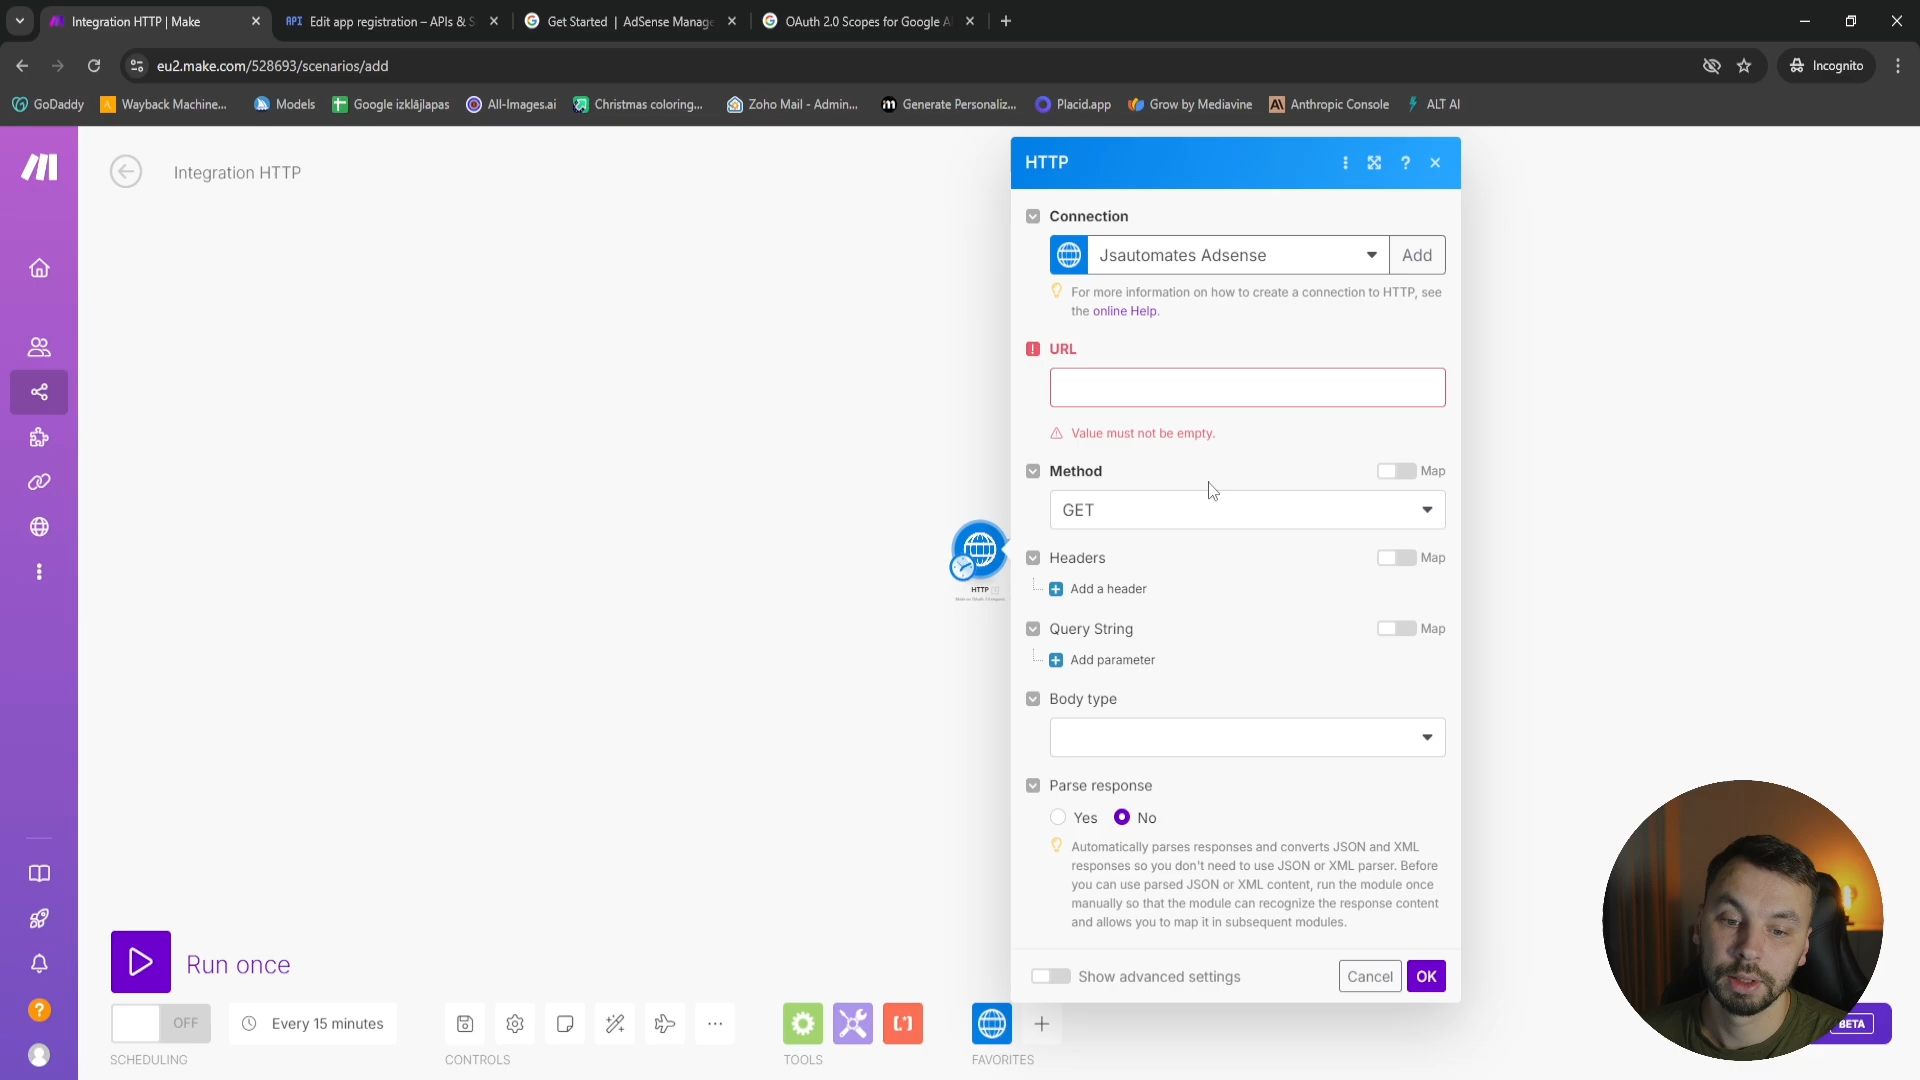 Integration HTTP | Make
Edit app registration – APIs & S
Get Started | AdSense Manage
OAuth 2.0 Scopes for Google A
eu2.make.com/528693/scenarios/add
Incognito
GoDaddy
Wayback Machine...
Models
Google izklājlapas
All-Images.ai
Christmas coloring...
Zoho Mail - Admin...
Generate Personaliz...
Placid.app
Grow by Mediavine
Anthropic Console
ALT AI
Integration HTTP
HTTP
Connection
Jsautomates Adsense
Add
For more information on how to create a connection to HTTP, see
the online Help.
URL
Value must not be empty.
Method
Map
GET
Headers
Map
Add a header
HTTP
Query String
Map
Add parameter
Body type
Parse response
Yes
No
Automatically parses responses and converts JSON and XML
responses so you don't need to use JSON or XML parser. Before
you can use parsed JSON or XML content, run the module once
manually so that the module can recognize the response content
and allows you to map it in subsequent modules.
Show advanced settings
Cancel
OK
Run once
OFF
Every 15 minutes
SCHEDULING
CONTROLS
TOOLS
FAVORITES
BETA